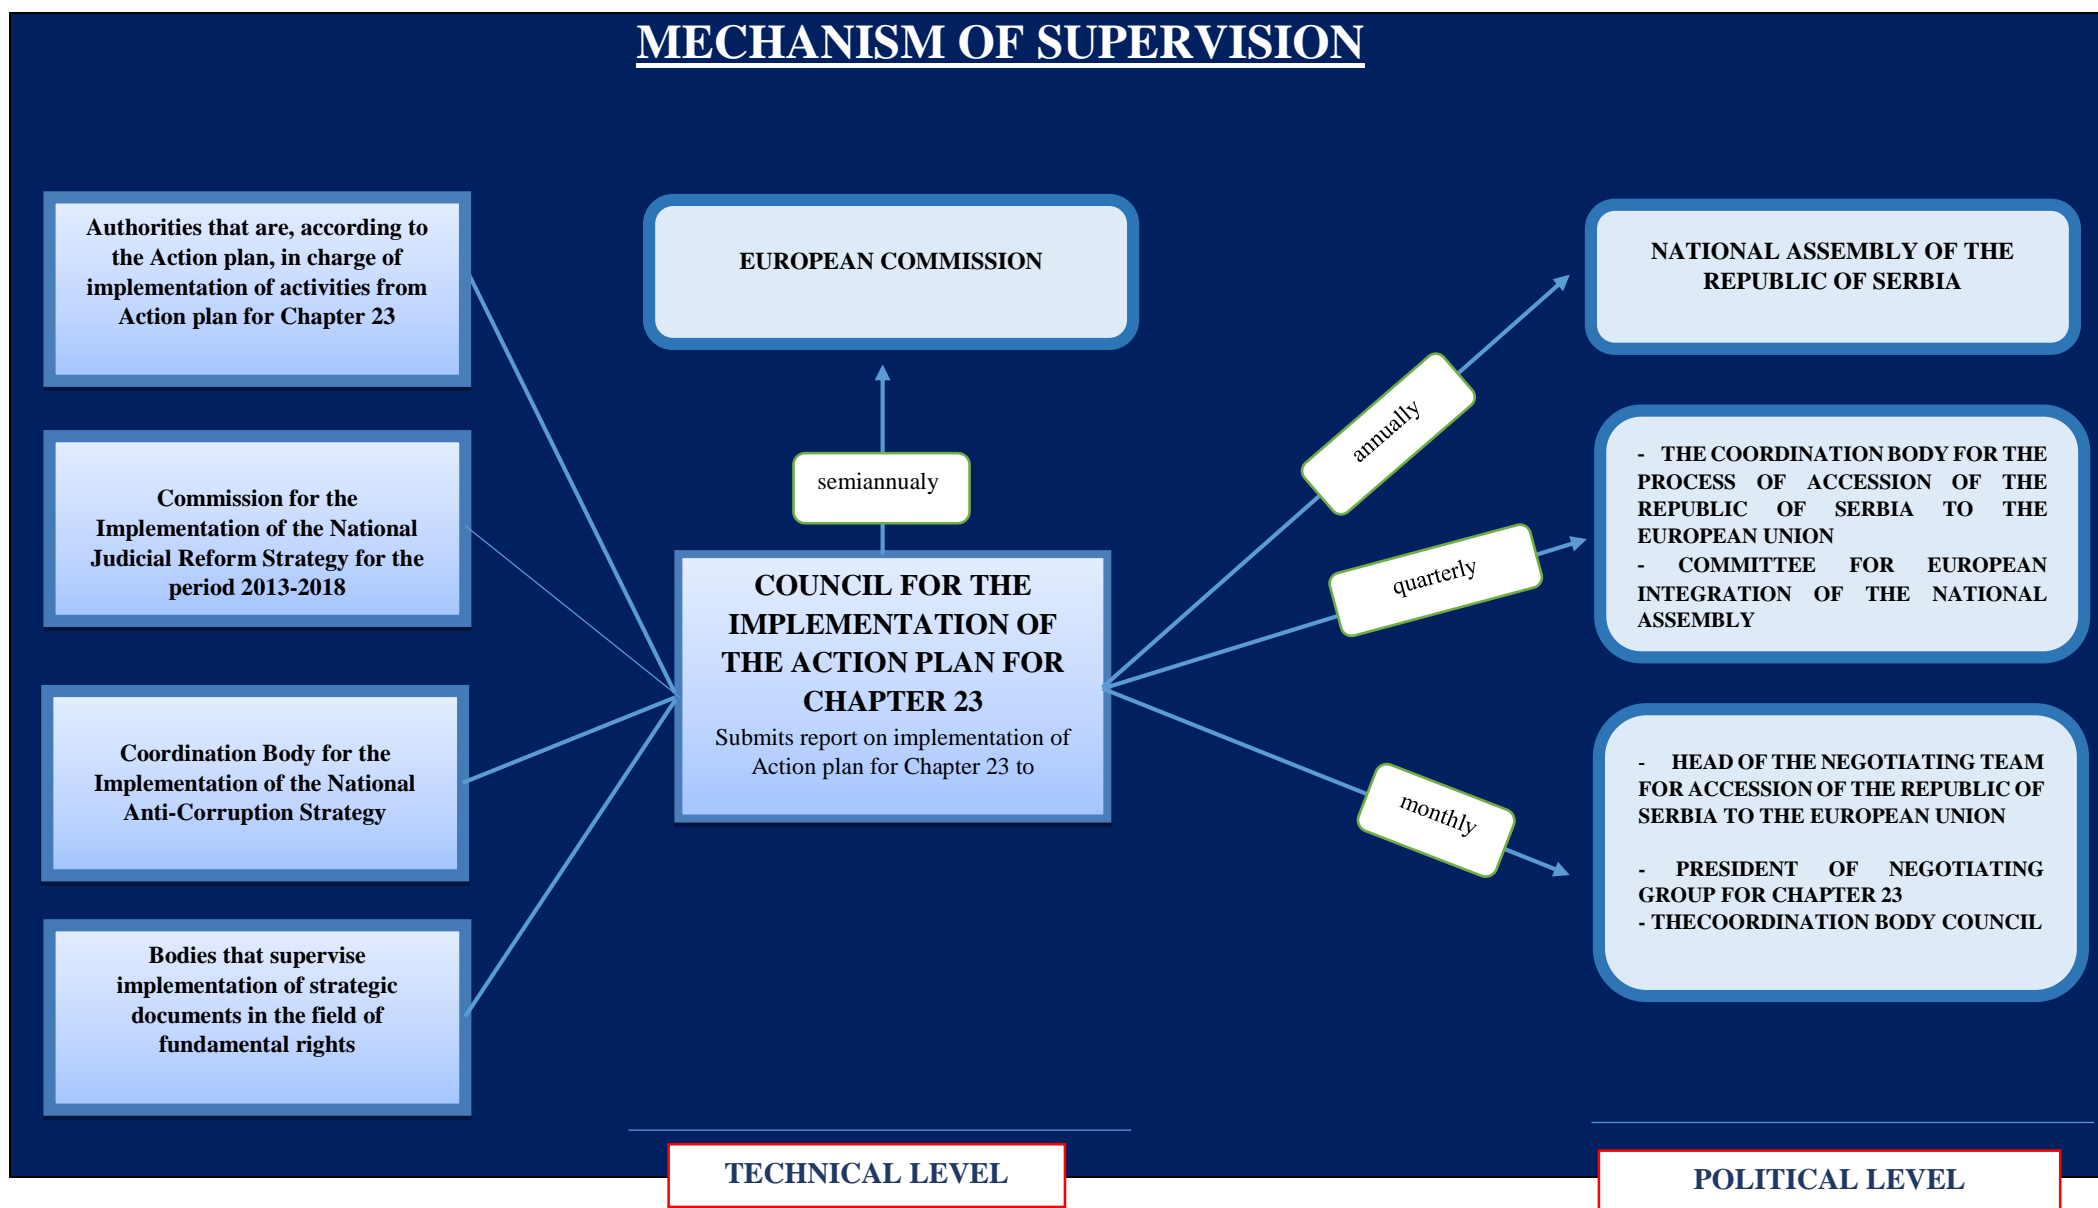 MECHANISM OF SUPERVISION
Authorities that are, according to
the Action plan, in charge of
implementation of activities from
Action plan for Chapter 23
Commission for the
Implementation of the National
Judicial Reform Strategy for the
period 2013-2018
Coordination Body for the
Implementation of the National
Anti-Corruption Strategy
Bodies that supervise
implementation of strategic
documents in the field of
fundamental rights
EUROPEAN COMMISSION
semiannualy
COUNCIL FOR THE
IMPLEMENTATION OF
THE ACTION PLAN FOR
CHAPTER 23
Submits report on implementation of
Action plan for Chapter 23 to
annually
quarterly
monthly
NATIONAL ASSEMBLY OF THE
REPUBLIC OF SERBIA
- THE COORDINATION BODY FOR THE
PROCESS OF ACCESSION OF THE
REPUBLIC OF SERBIA TO THE
EUROPEAN UNION
- COMMITTEE FOR EUROPEAN
INTEGRATION OF THE NATIONAL
ASSEMBLY
- HEAD OF THE NEGOTIATING TEAM
FOR ACCESSION OF THE REPUBLIC OF
SERBIA TO THE EUROPEAN UNION
- PRESIDENT OF NEGOTIATING
GROUP FOR CHAPTER 23
- THECOORDINATION BODY COUNCIL
TECHNICAL LEVEL
POLITICAL LEVEL